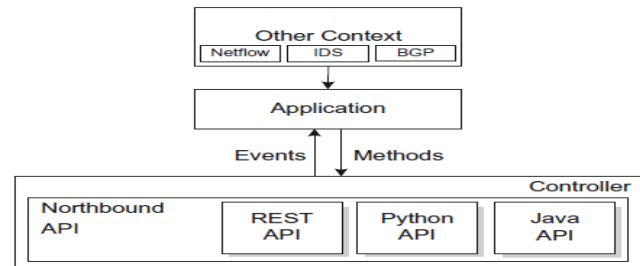 Other Context
Netflow IDS BGP
Application
Events Methods
Controller
Northbound API
REST API
Python API
Java API